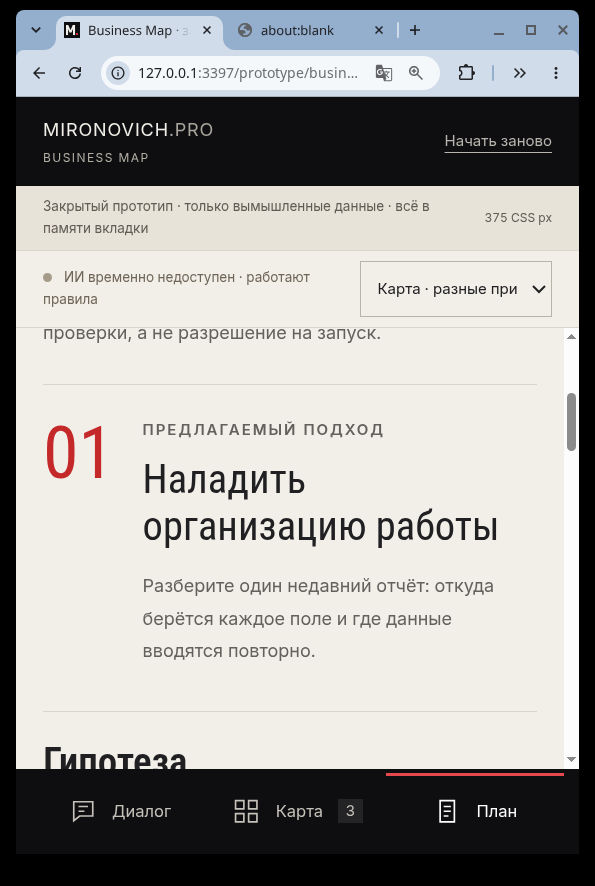 Business Map · з
about:blank
127.0.0.1:3397/prototype/busin...
MIRONOVICH.PRO
BUSINESS MAP
Начать заново
Закрытый прототип · только вымышленные данные · всё в
памяти вкладки
375 CSS px
ИИ временно недоступен · работают
правила
Карта · разные при
проверки, а не разрешение на запуск.
01
ПРЕДЛАГАЕМЫЙ ПОДХОД
Наладить
организацию работы
Разберите один недавний отчёт: откуда
берётся каждое поле и где данные
вводятся повторно.
Гипотеза
Диалог
Карта 3
План